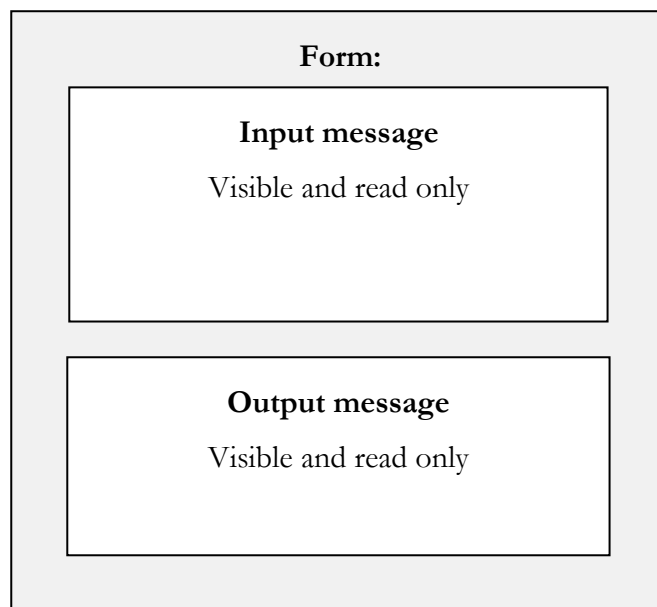 Form:
Input message
Visible and read only
Output message
Visible and read only